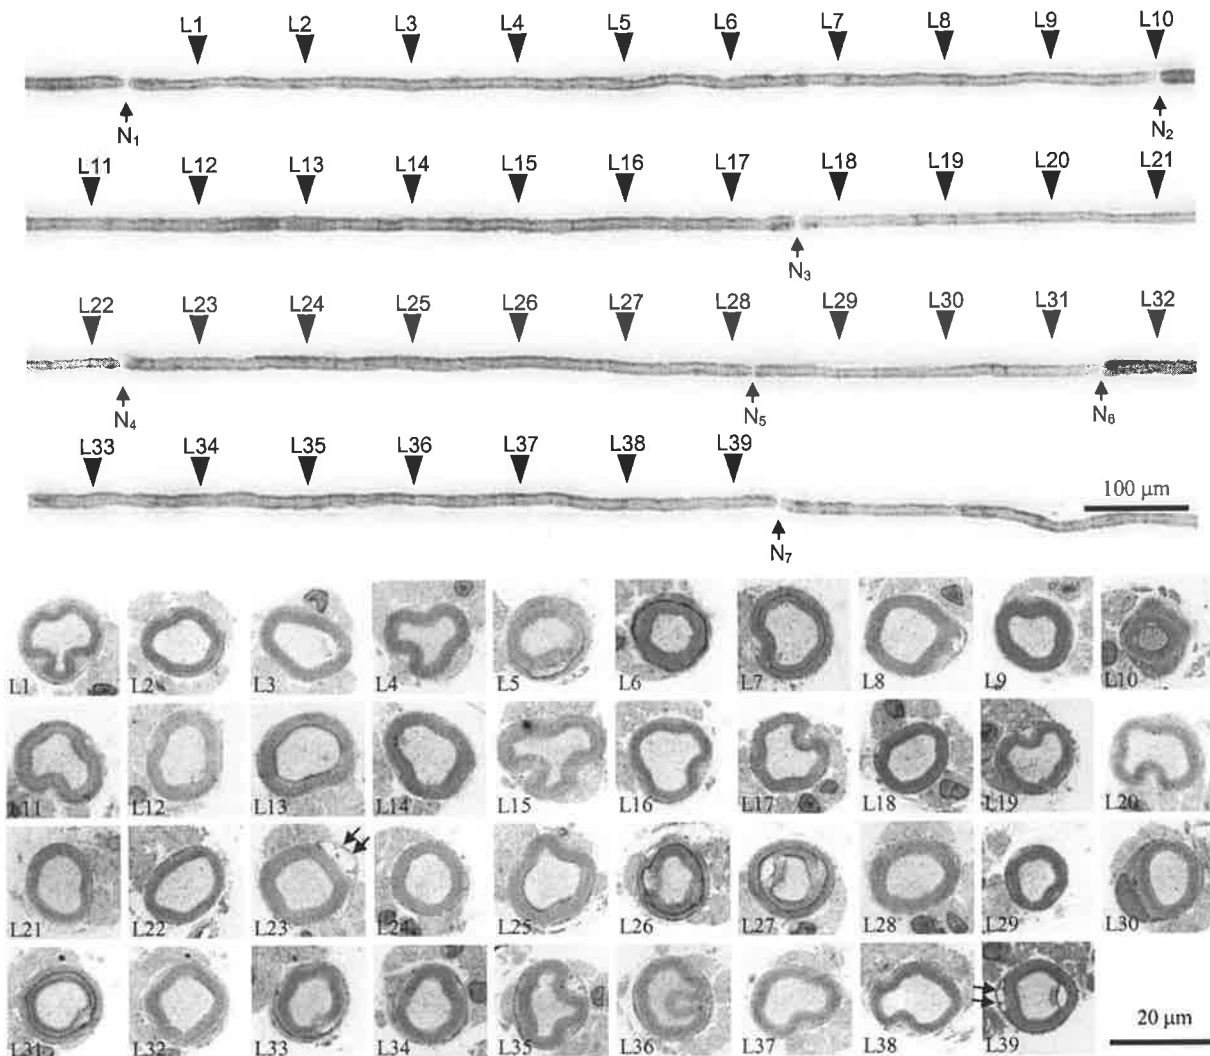 L1 L2 L3 L4 L5 L6 L7 L8 L9 L10
N1 N2
L11 L12 L13 L14 L15 L16 L17 L18 L19 L20 L21
N3
L22 L23 L24 L25 L26 L27 L28 L29 L30 L31 L32
N4 N5 N6
L33 L34 L35 L36 L37 L38 L39
100 μm
N7
L1 L2 L3 L4 L5 L6 L7 L8 L9 L10
L11 L12 L13 L14 L15 L16 L17 L18 L19 L20
L21 L22 L23 L24 L25 L26 L27 L28 L29 L30
L31 L32 L33 L34 L35 L36 L37 L38 L39
20 μm